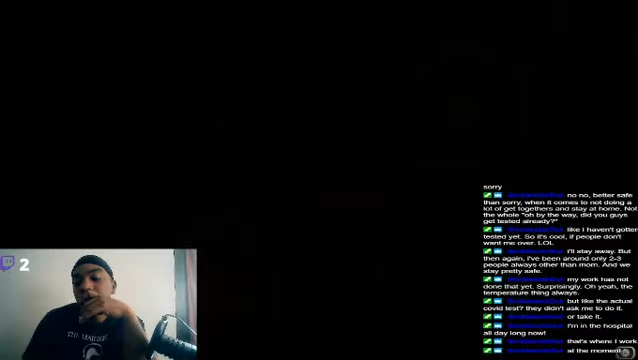 sorry
no no, better safe
than sorry, when it comes to not doing a
lot of get togethers and stay at home. Not
the whole "oh by the way, did you guys
get tested already?"
like I haven't gotten
tested yet. So it's cool, if people don't
want me over. LOL
i'll stay away. But
then again, i've been around only 2-3
people always other than mom. And we
stay pretty safe.
my work has not
done that yet. Surprisingly. Oh yeah, the
temperature thing always.
but like the actual
covid test? they didn't ask me to do it.
or take it.
I'm in the hospital
all day long now!
that's where I work
at the moment
2
THE MAJESTIC